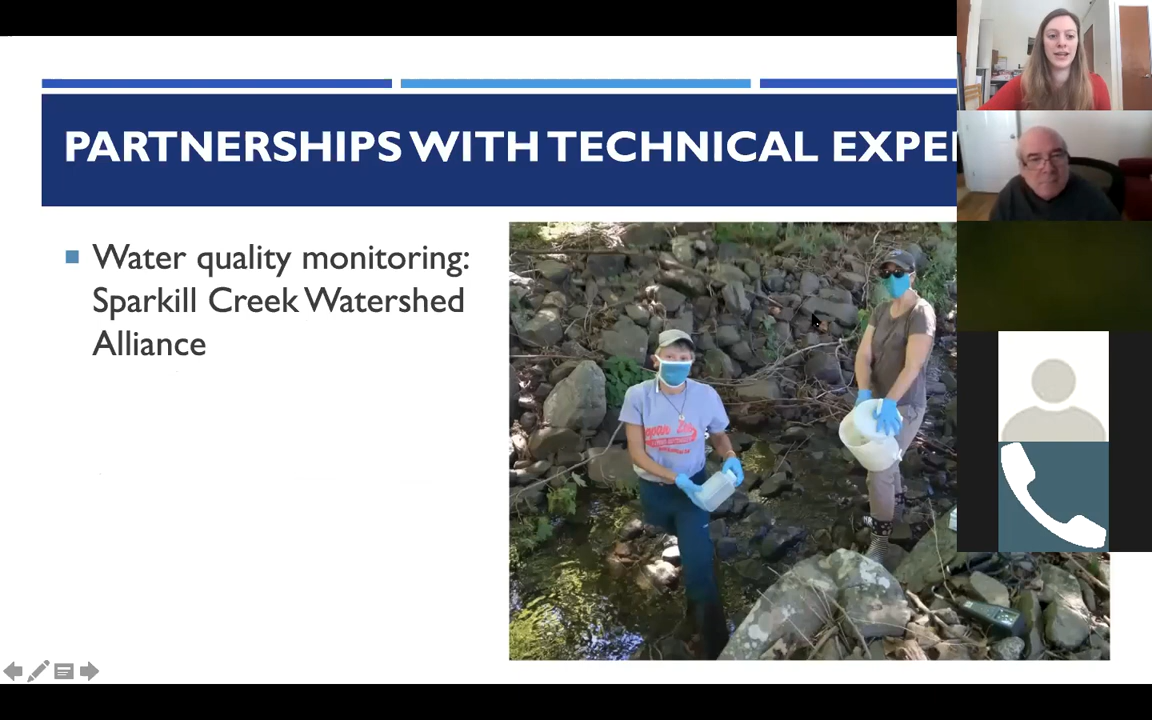 PARTNERSHIPS WITH TECHNICAL EXPE
Water quality monitoring:
Sparkill Creek Watershed
Alliance